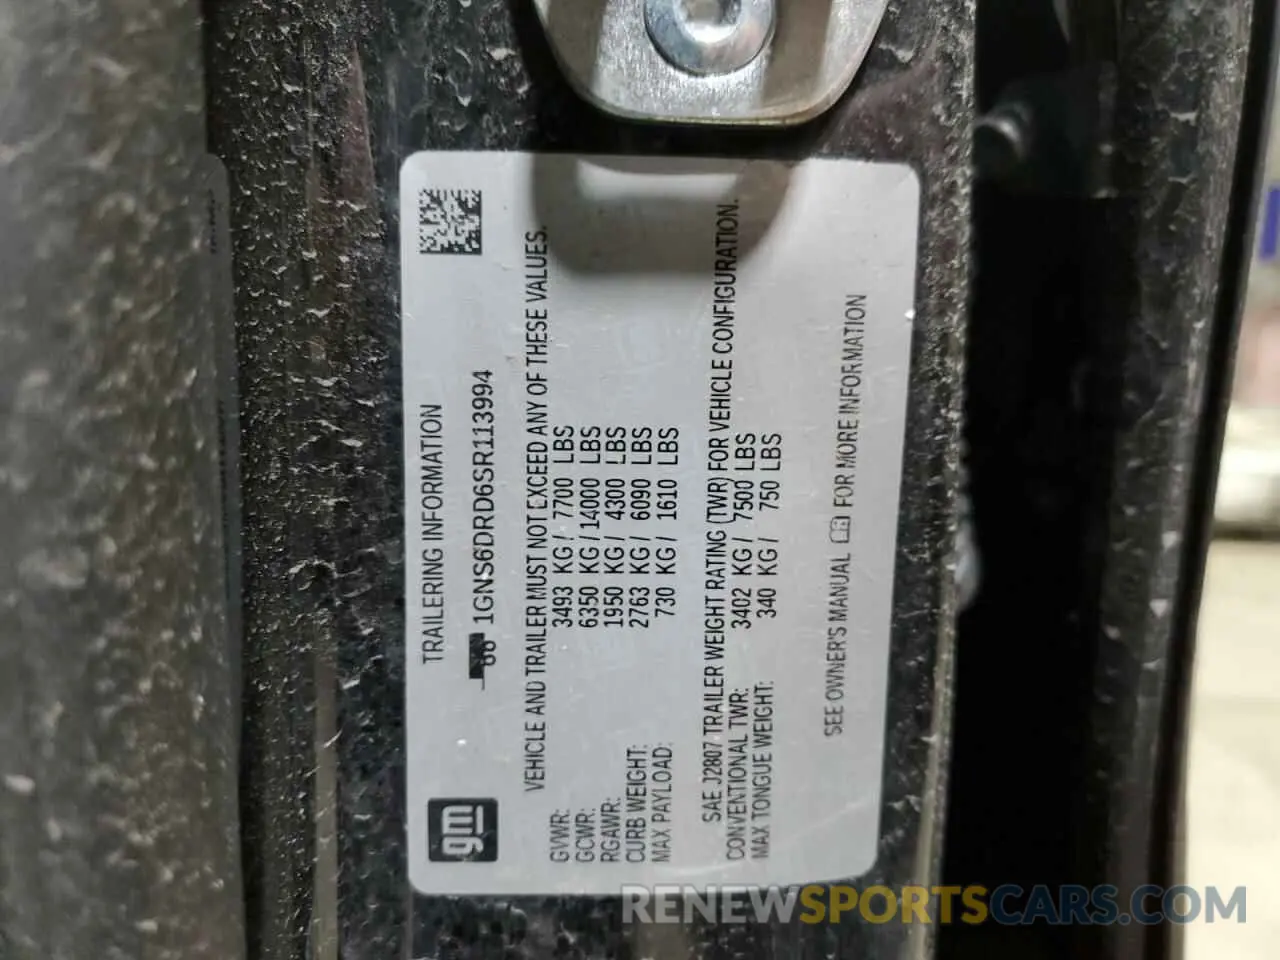 gm
TRAILERING INFORMATION
1GNS6DRD6SR113994
VEHICLE AND TRAILER MUST NOT EXCEED ANY OF THESE VALUES.
GVWR: 3493 KG / 7700 LBS
GCWR: 6350 KG / 14000 LBS
RGAWR: 1950 KG / 4300 LBS
CURB WEIGHT: 2763 KG / 6090 LBS
MAX PAYLOAD: 730 KG / 1610 LBS
SAE J2807 TRAILER WEIGHT RATING (TWR) FOR VEHICLE CONFIGURATION.
CONVENTIONAL TWR: 3402 KG / 7500 LBS
MAX TONGUE WEIGHT: 340 KG / 750 LBS
SEE OWNER'S MANUAL FOR MORE INFORMATION
RENEWSPORTSCARS.COM